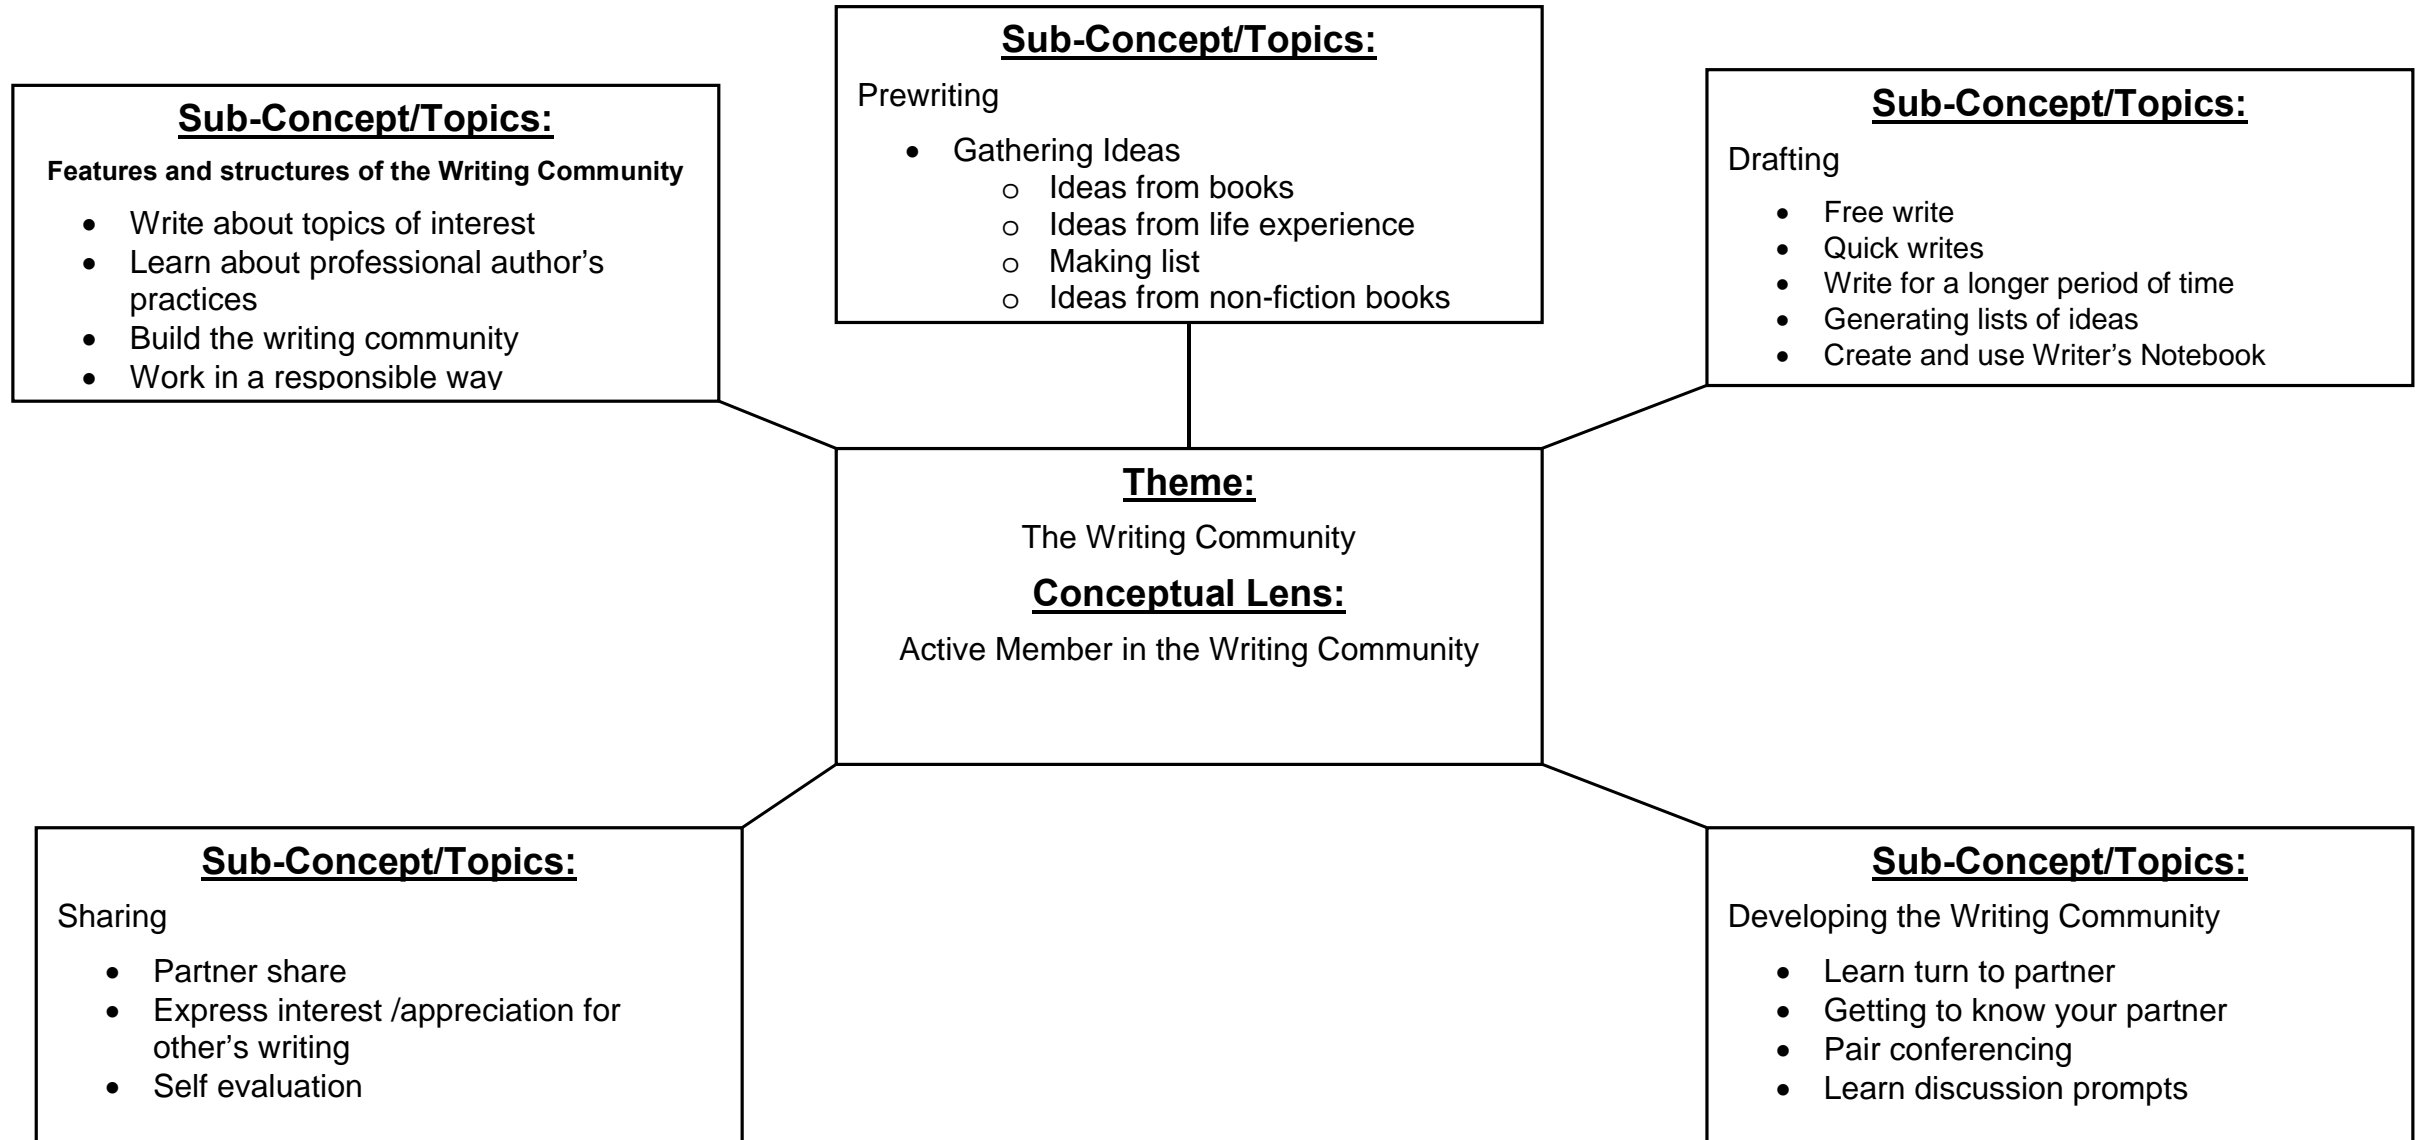 Sub-Concept/Topics:
Features and structures of the Writing Community
• Write about topics of interest
• Learn about professional author's
practices
• Build the writing community
• Work in a responsible way
Sub-Concept/Topics:
Prewriting
• Gathering Ideas
o Ideas from books
o Ideas from life experience
o Making list
o Ideas from non-fiction books
Sub-Concept/Topics:
Drafting
• Free write
• Quick writes
• Write for a longer period of time
• Generating lists of ideas
• Create and use Writer's Notebook
Theme:
The Writing Community
Conceptual Lens:
Active Member in the Writing Community
Sub-Concept/Topics:
Sharing
• Partner share
• Express interest /appreciation for
other's writing
• Self evaluation
Sub-Concept/Topics:
Developing the Writing Community
• Learn turn to partner
• Getting to know your partner
• Pair conferencing
• Learn discussion prompts